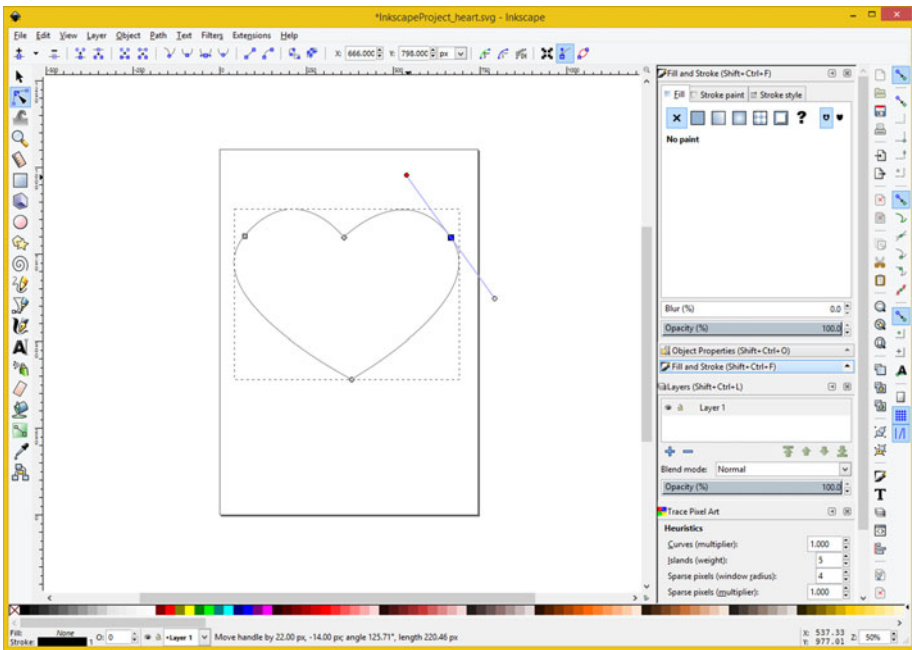 *InkscapeProject_heart.svg - Inkscape
File Edit View Layer Object Path Text Filters Extensions Help
X: 666.000 Y: 798.000 px
Fill and Stroke (Shift+Ctrl+F)
Fill Stroke paint Stroke style
?
No paint
Blur (%) 0.0
Opacity (%) 100.0
Object Properties (Shift+Ctrl+O)
Fill and Stroke (Shift+Ctrl+F)
Layers (Shift+Ctrl+L)
Layer 1
Blend mode: Normal
Opacity (%) 100.0
Trace Pixel Art
Heuristics
Curves (multiplier): 1.000
Islands (weight): 5
Sparse pixels (window radius): 4
Sparse pixels (multiplier): 1.000
Fill: None
Stroke: 1 O: 0 •Layer 1 Move handle by 22.00 px, -14.00 px; angle 125.71°, length 220.46 px X: 537.33 Z: 50%
Y: 977.01